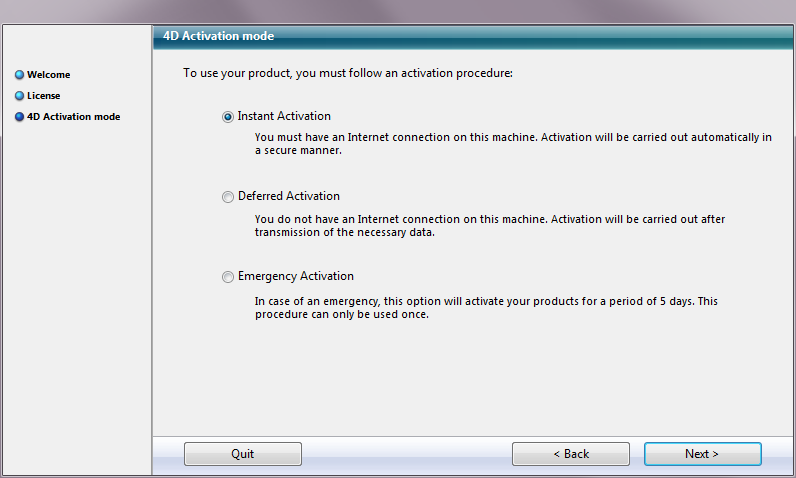 4D Activation mode
Welcome
License
4D Activation mode
To use your product, you must follow an activation procedure:
Instant Activation
You must have an Internet connection on this machine. Activation will be carried out automatically in
a secure manner.
Deferred Activation
You do not have an Internet connection on this machine. Activation will be carried out after
transmission of the necessary data.
Emergency Activation
In case of an emergency, this option will activate your products for a period of 5 days. This
procedure can only be used once.
Quit
< Back
Next >